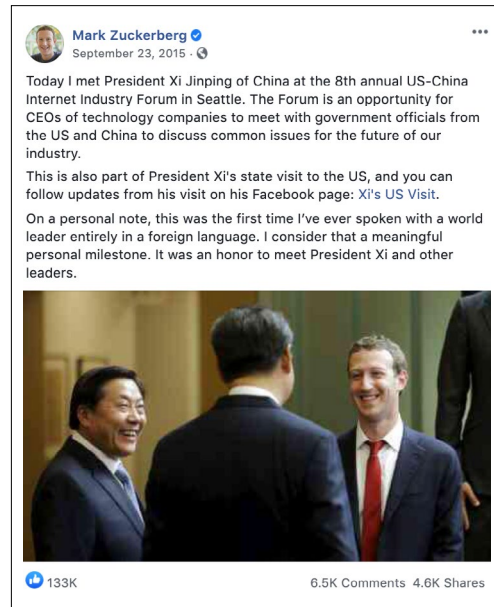 Mark Zuckerberg
September 23, 2015 ·
Today I met President Xi Jinping of China at the 8th annual US-China
Internet Industry Forum in Seattle. The Forum is an opportunity for
CEOs of technology companies to meet with government officials from
the US and China to discuss common issues for the future of our
industry.
This is also part of President Xi's state visit to the US, and you can
follow updates from his visit on his Facebook page: Xi's US Visit.
On a personal note, this was the first time I've ever spoken with a world
leader entirely in a foreign language. I consider that a meaningful
personal milestone. It was an honor to meet President Xi and other
leaders.
133K 6.5K Comments 4.6K Shares